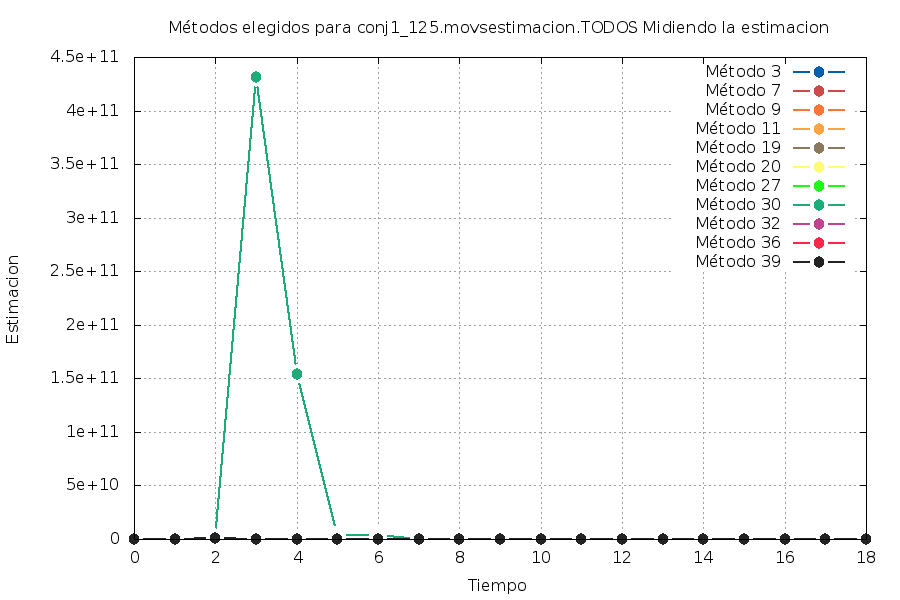 Métodos elegidos para conj1_125.movsestimacion.TODOS Midiendo la estimacion
4.5e+11
4e+11
3.5e+11
3e+11
2.5e+11
2e+11
1.5e+11
1e+11
5e+10
0
Estimacion
Método 3
Método 7
Método 9
Método 11
Método 19
Método 20
Método 27
Método 30
Método 32
Método 36
Método 39
0 2 4 6 8 10 12 14 16 18
Tiempo